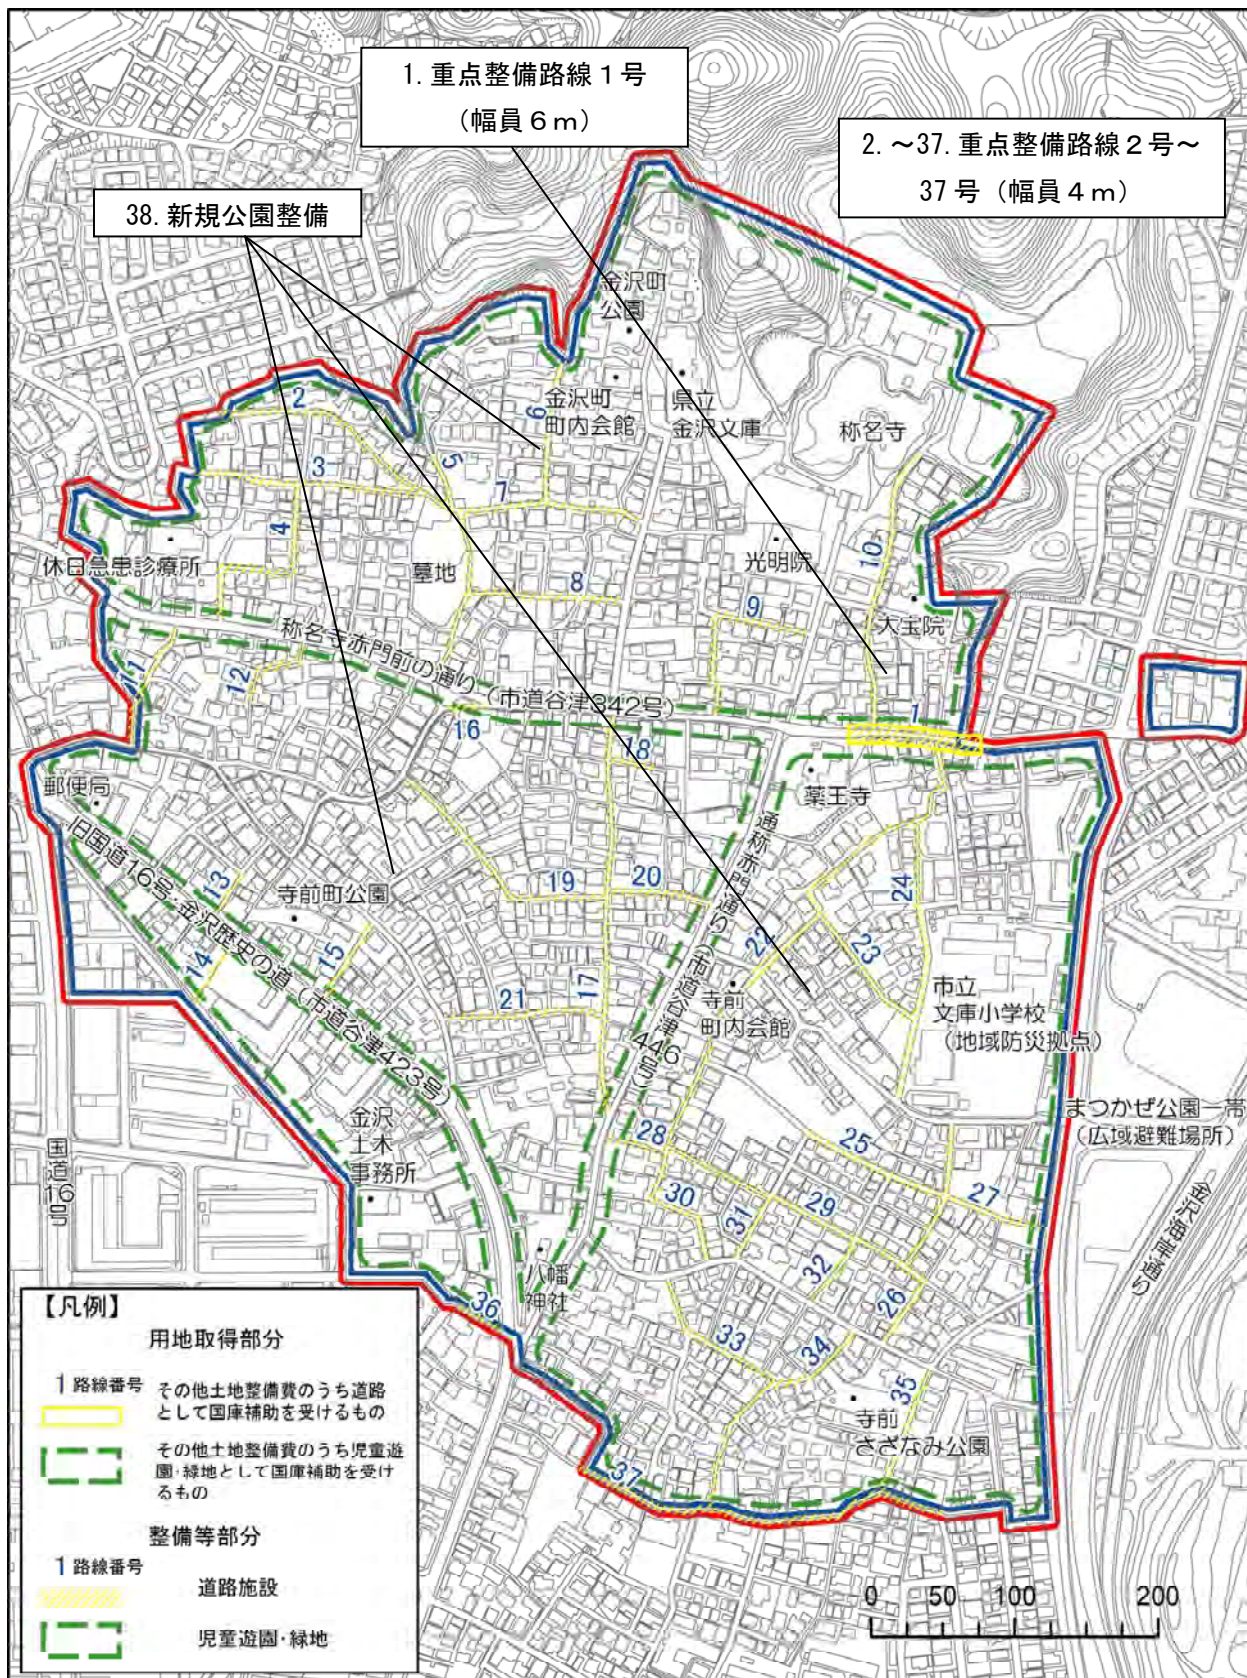 1. 重点整備路線１号
（幅員６ｍ）
2. ～37. 重点整備路線２号～
37 号（幅員４ｍ）
38. 新規公園整備
金沢町
公園
金沢町
町内会館
県立
金沢文庫
称名寺
2
3
4
5
6
7
8
9
10
休日急患診療所
墓地
光明院
大宝院
称名寺赤門前の通り（市道谷津342号）
11
12
16
18
1
郵便局
薬王寺
旧国道16号・金沢歴史の道（市道谷津423号）
通称赤門通り（市道谷津446号）
13
14
15
寺前町公園
19
20
17
21
22
23
24
寺前
町内会館
市立
文庫小学校
（地域防災拠点）
まつかぜ公園一帯
（広域避難場所）
国道16号
金沢
土木
事務所
金沢海岸通り
25
26
27
28
29
30
31
32
33
34
35
36
37
八幡
神社
寺前
さざなみ公園
【凡例】
用地取得部分
1 路線番号
その他土地整備費のうち道路
として国庫補助を受けるもの
その他土地整備費のうち児童遊
園・緑地として国庫補助を受け
るもの
整備等部分
1 路線番号
道路施設
児童遊園・緑地
0 50 100 200